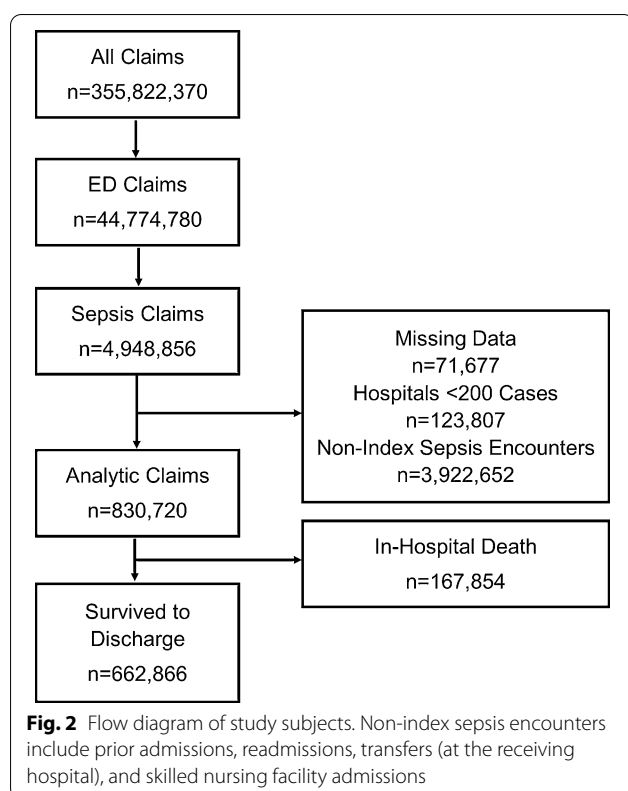 All Claims
n=355,822,370
ED Claims
n=44,774,780
Sepsis Claims
n=4,948,856
Missing Data
n=71,677
Hospitals <200 Cases
n=123,807
Non-Index Sepsis Encounters
n=3,922,652
Analytic Claims
n=830,720
In-Hospital Death
n=167,854
Survived to
Discharge
n=662,866
Fig. 2 Flow diagram of study subjects. Non-index sepsis encounters
include prior admissions, readmissions, transfers (at the receiving
hospital), and skilled nursing facility admissions